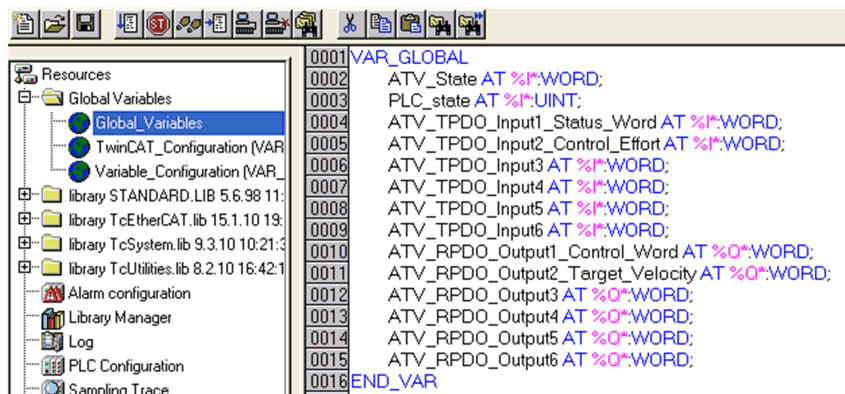 Resources
Global Variables
Global_Variables
TwinCAT_Configuration (VAR
Variable_Configuration (VAR_
library STANDARD.LIB 5.6.98 11:
library TcEtherCAT.lib 15.1.10 19:
library TcSystem.lib 9.3.10 10:21:3
library TcUtilities.lib 8.2.10 16:42:1
Alarm configuration
Library Manager
Log
PLC Configuration
Sampling Trace
0001 VAR_GLOBAL
0002 ATV_State AT %I*:WORD;
0003 PLC_state AT %I*:UINT;
0004 ATV_TPDO_Input1_Status_Word AT %I*:WORD;
0005 ATV_TPDO_Input2_Control_Effort AT %I*:WORD;
0006 ATV_TPDO_Input3 AT %I*:WORD;
0007 ATV_TPDO_Input4 AT %I*:WORD;
0008 ATV_TPDO_Input5 AT %I*:WORD;
0009 ATV_TPDO_Input6 AT %I*:WORD;
0010 ATV_RPDO_Output1_Control_Word AT %Q*:WORD;
0011 ATV_RPDO_Output2_Target_Velocity AT %Q*:WORD;
0012 ATV_RPDO_Output3 AT %Q*:WORD;
0013 ATV_RPDO_Output4 AT %Q*:WORD;
0014 ATV_RPDO_Output5 AT %Q*:WORD;
0015 ATV_RPDO_Output6 AT %Q*:WORD;
0016 END_VAR